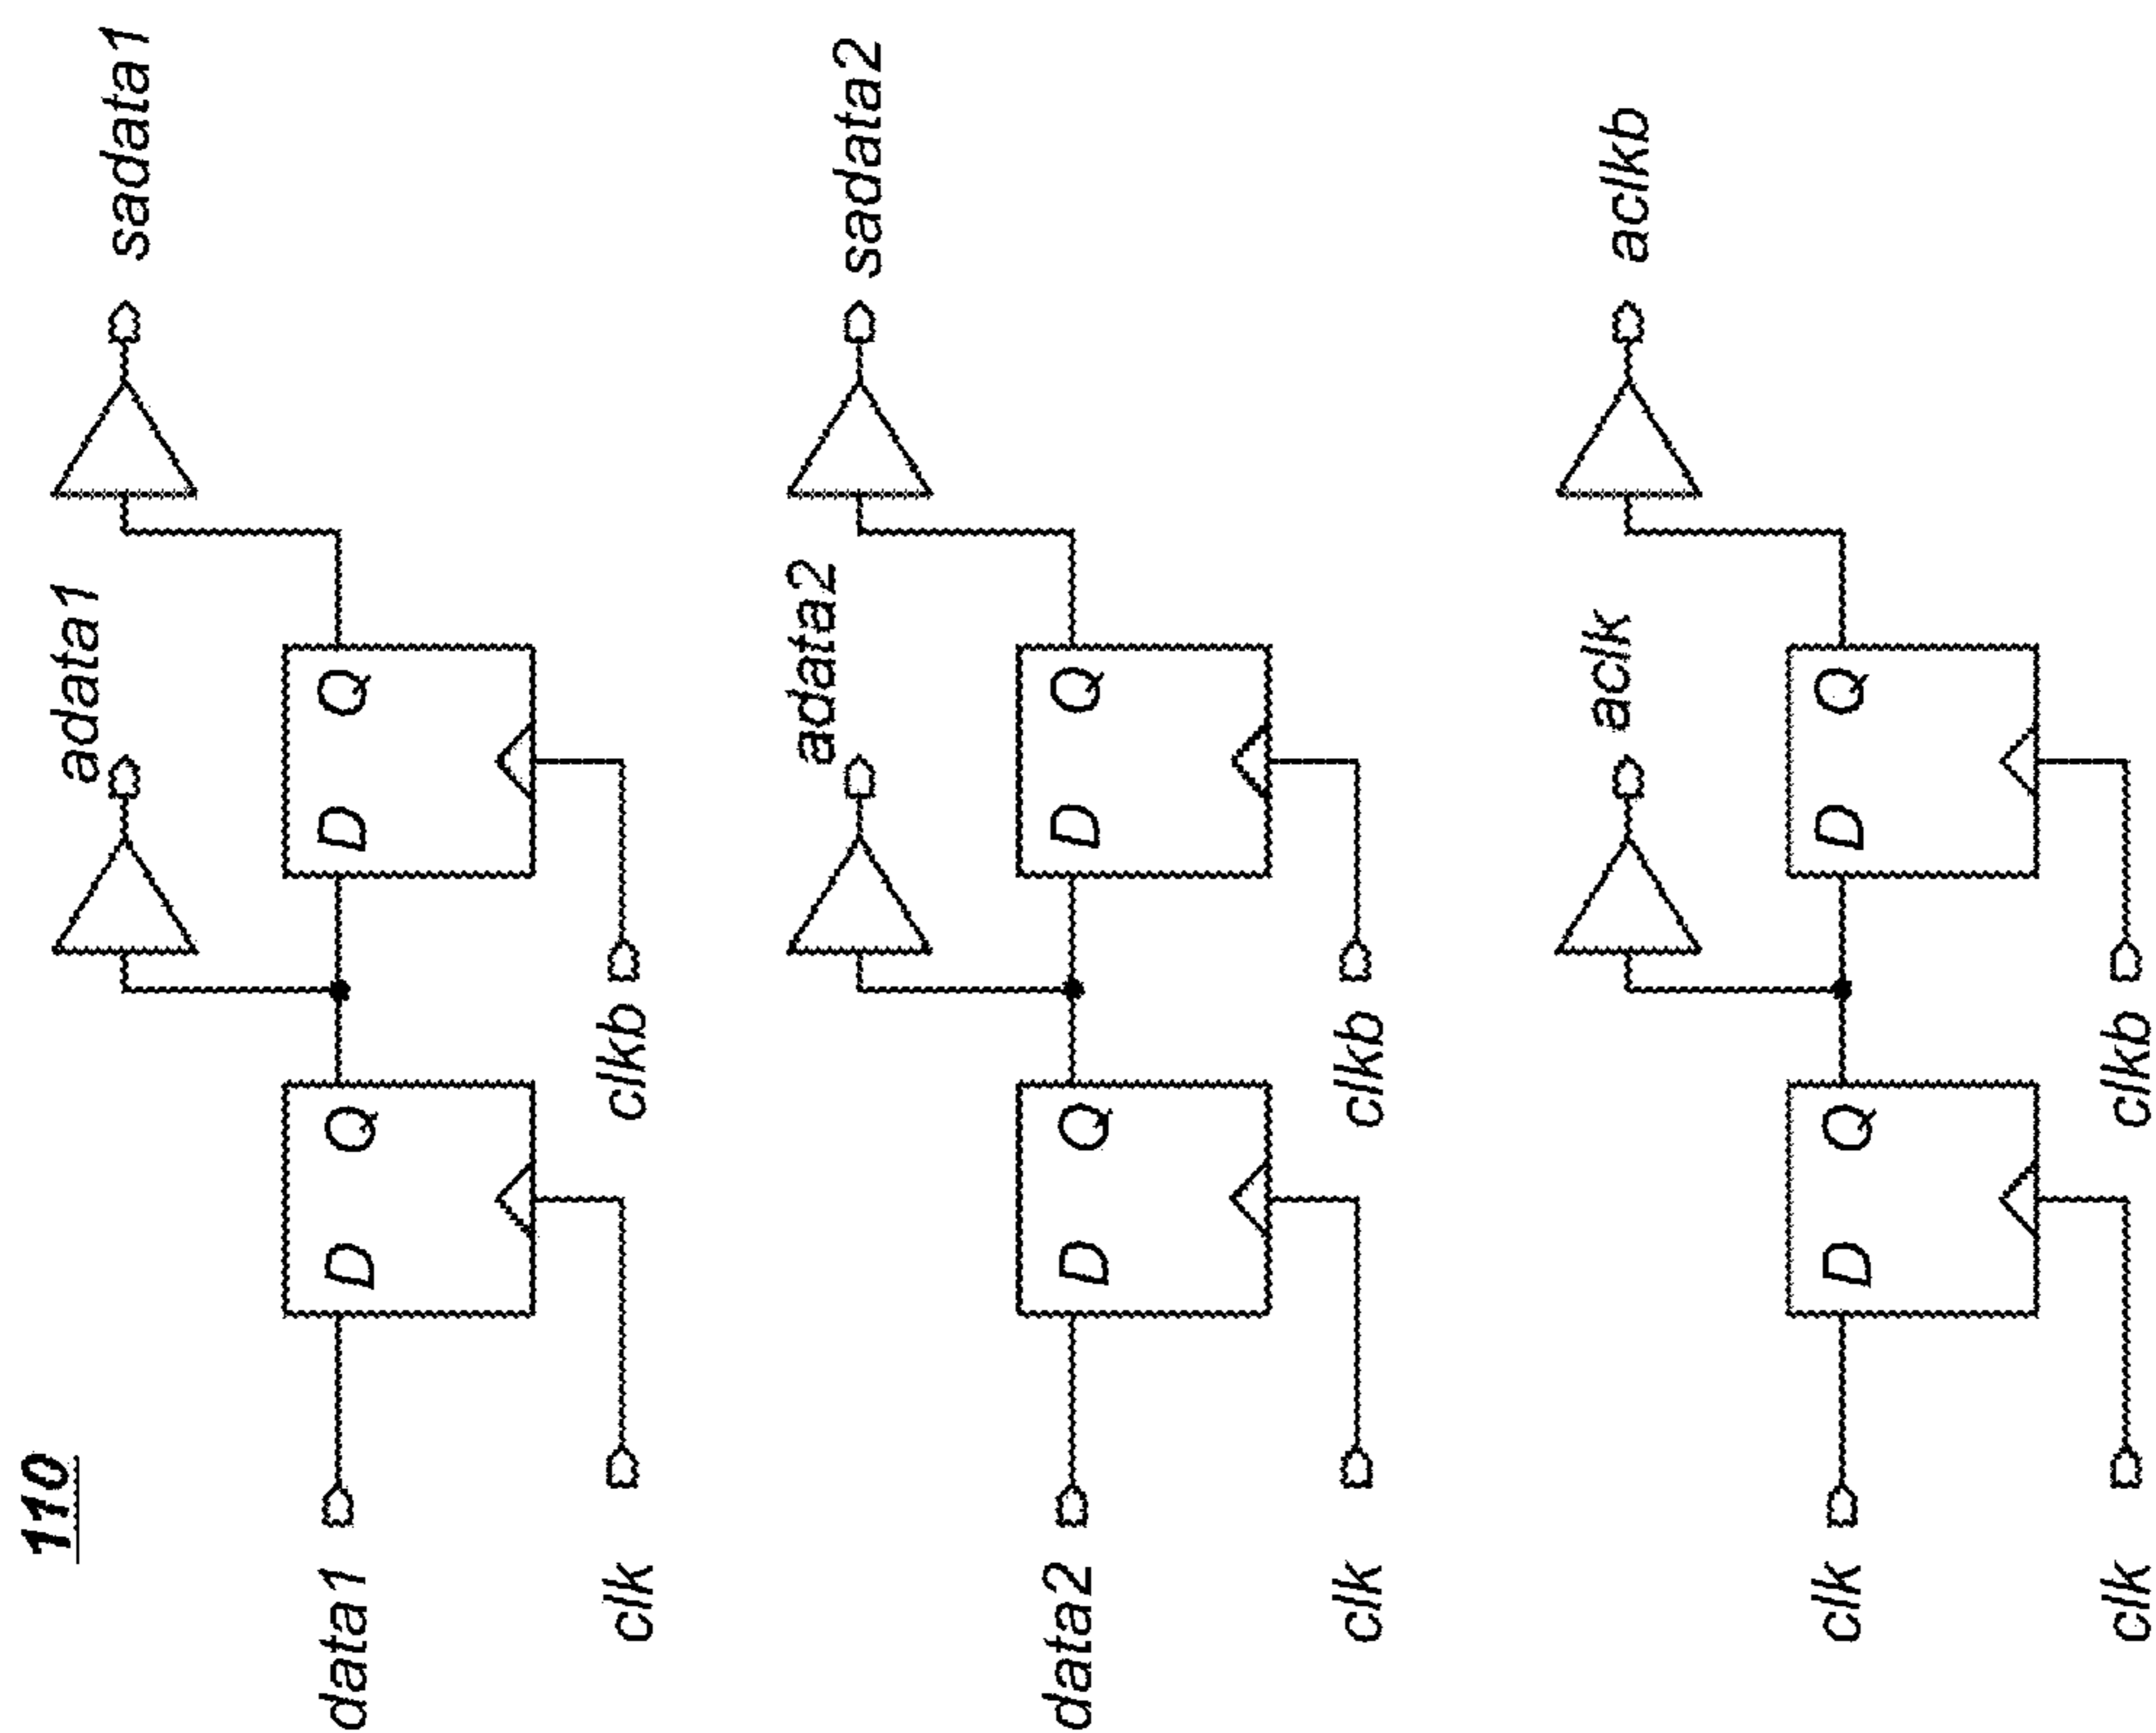 110
adata1
sadata1
data1
D Q
D Q
clk
clkb
adata2
sadata2
data2
D Q
D Q
clk
clkb
aclk
aclkb
clk
D Q
D Q
clk
clkb